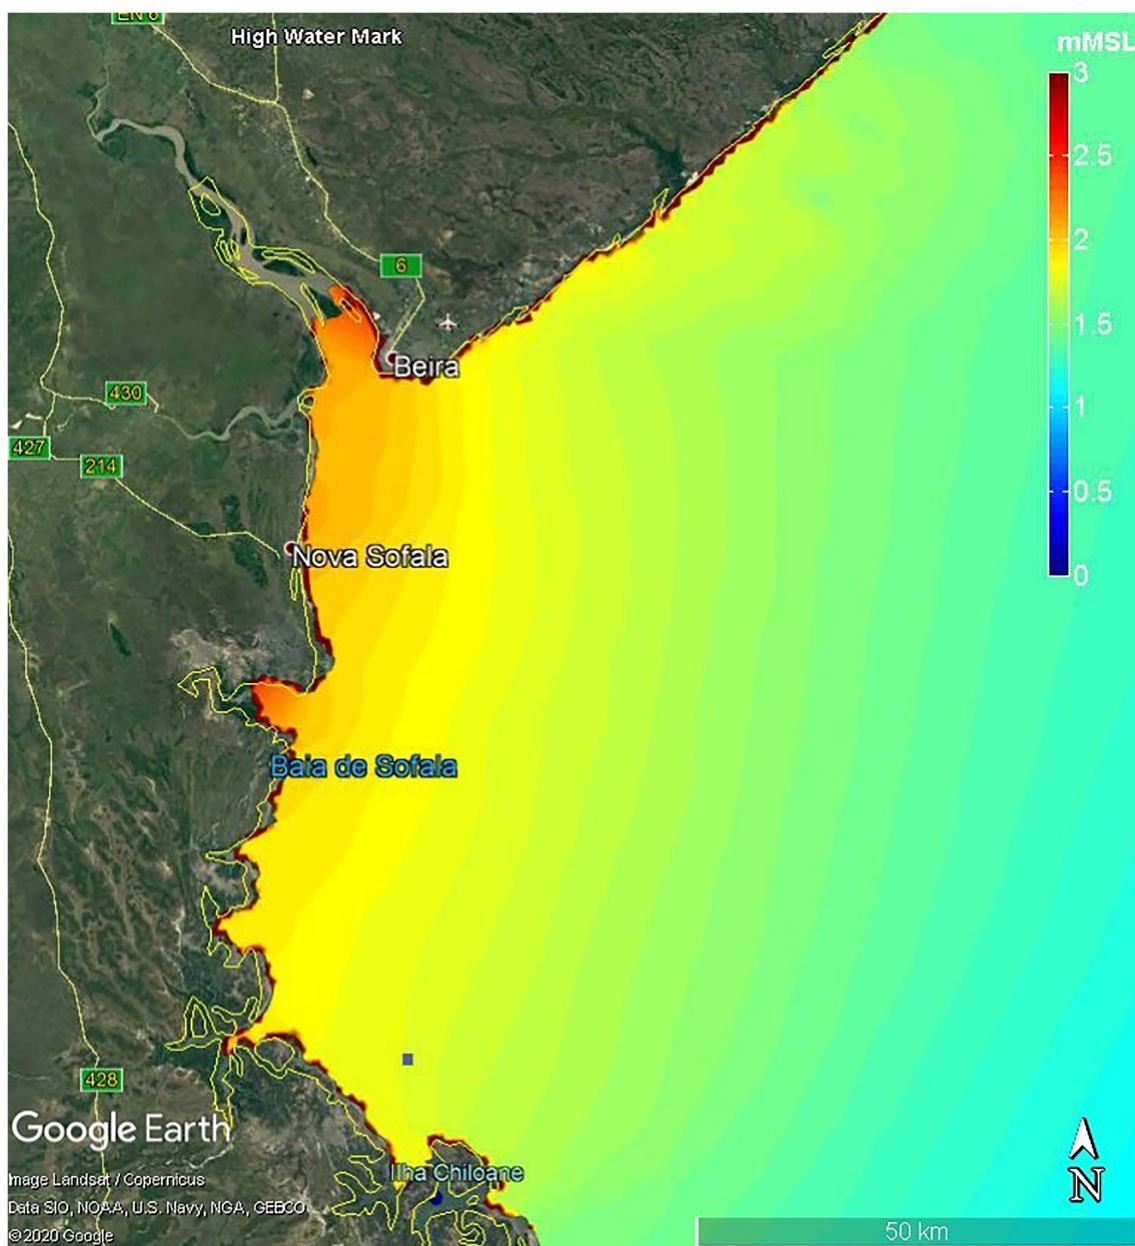 EN 6
High Water Mark
mMSL
3
2.5
2
1.5
1
0.5
0
6
Beira
430
427
214
Nova Sofala
Baia de Sofala
428
Google Earth
Image Landsat / Copernicus
Data SIO, NOAA, U.S. Navy, NGA, GEBCO
©2020 Google
Ilha Chiloane
N
50 km